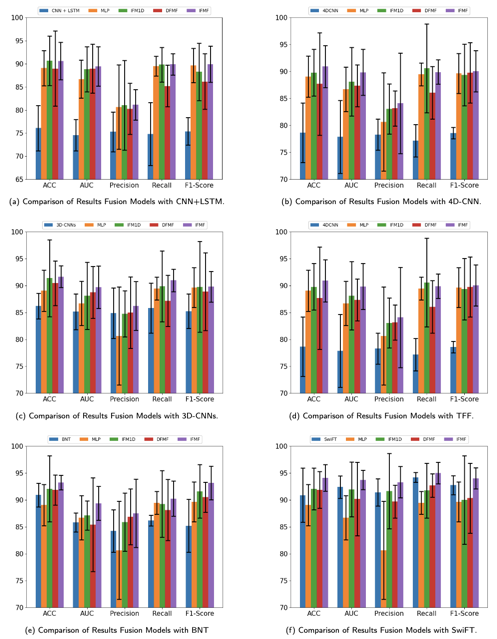 CNN + LSTM MLP IFM1D DFMF IFMF
100
95
90
85
80
75
70
65
ACC AUC Precision Recall F1-Score
(a) Comparison of Results Fusion Models with CNN+LSTM.
4DCNN MLP IFM1D DFMF IFMF
100
95
90
85
80
75
70
ACC AUC Precision Recall F1-Score
(b) Comparison of Results Fusion Models with 4D-CNN.
3D-CNNs MLP IFM1D DFMF IFMF
100
95
90
85
80
75
70
ACC AUC Precision Recall F1-Score
(c) Comparison of Results Fusion Models with 3D-CNNs.
4DCNN MLP IFM1D DFMF IFMF
100
95
90
85
80
75
70
ACC AUC Precision Recall F1-Score
(d) Comparison of Results Fusion Models with TFF.
BNT MLP IFM1D DFMF IFMF
100
95
90
85
80
75
70
ACC AUC Precision Recall F1-Score
(e) Comparison of Results Fusion Models with BNT
SwiFT MLP IFM1D DFMF IFMF
100
95
90
85
80
75
70
ACC AUC Precision Recall F1-Score
(f) Comparison of Results Fusion Models with SwiFT.